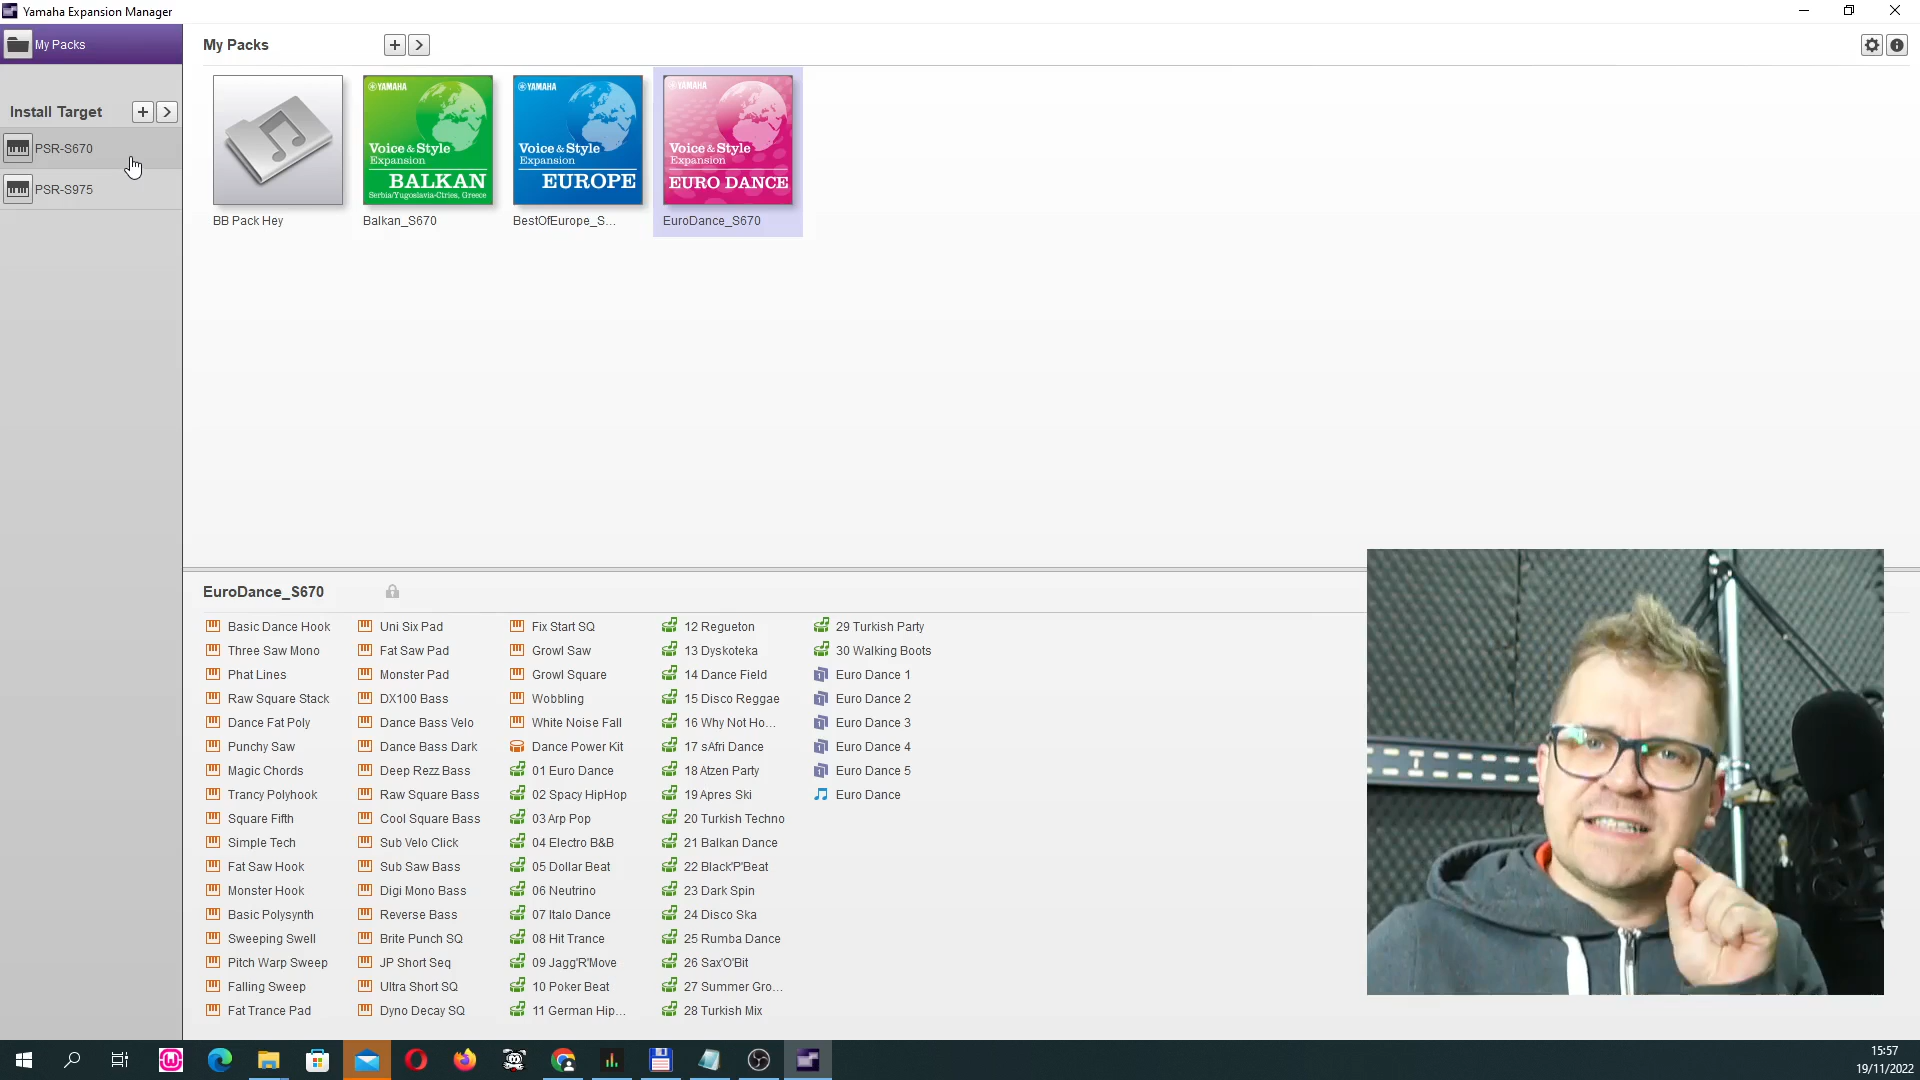 Yamaha Expansion Manager
My Packs
Install Target
PSR-S670
PSR-S975
My Packs
YAMAHA
Voice & Style
Expansion
BALKAN
Serbia/Yugoslavia-Ctries, Greece
YAMAHA
Voice & Style
Expansion
EUROPE
YAMAHA
Voice & Style
Expansion
EURO DANCE
BB Pack Hey
Balkan_S670
BestOfEurope_S...
EuroDance_S670
EuroDance_S670
Basic Dance Hook
Three Saw Mono
Phat Lines
Raw Square Stack
Dance Fat Poly
Punchy Saw
Magic Chords
Trancy Polyhook
Square Fifth
Simple Tech
Fat Saw Hook
Monster Hook
Basic Polysynth
Sweeping Swell
Pitch Warp Sweep
Falling Sweep
Fat Trance Pad
Uni Six Pad
Fat Saw Pad
Monster Pad
DX100 Bass
Dance Bass Velo
Dance Bass Dark
Deep Rezz Bass
Raw Square Bass
Cool Square Bass
Sub Velo Click
Sub Saw Bass
Digi Mono Bass
Reverse Bass
Brite Punch SQ
JP Short Seq
Ultra Short SQ
Dyno Decay SQ
Fix Start SQ
Growl Saw
Growl Square
Wobbling
White Noise Fall
Dance Power Kit
01 Euro Dance
02 Spacy HipHop
03 Arp Pop
04 Electro B&B
05 Dollar Beat
06 Neutrino
07 Italo Dance
08 Hit Trance
09 Jagg'R'Move
10 Poker Beat
11 German Hip...
12 Regueton
13 Dyskoteka
14 Dance Field
15 Disco Reggae
16 Why Not Ho...
17 sAfri Dance
18 Atzen Party
19 Apres Ski
20 Turkish Techno
21 Balkan Dance
22 Black'P'Beat
23 Dark Spin
24 Disco Ska
25 Rumba Dance
26 Sax'O'Bit
27 Summer Gro...
28 Turkish Mix
29 Turkish Party
30 Walking Boots
Euro Dance 1
Euro Dance 2
Euro Dance 3
Euro Dance 4
Euro Dance 5
Euro Dance
15:57
19/11/2022